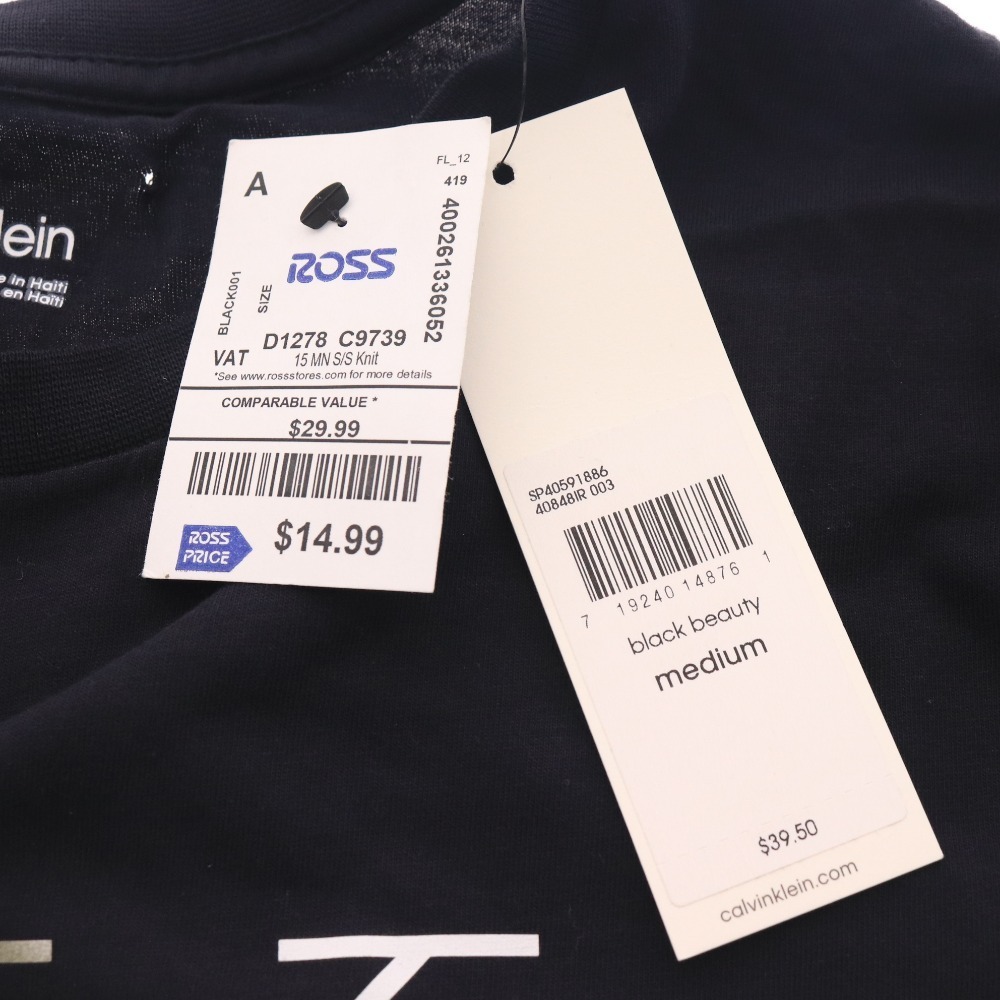 A
FL_12
419
400261336052
ROSS
BLACK001
SIZE
D1278 C9739
VAT
15 MN S/S Knit
*See www.rossstores.com for more details
COMPARABLE VALUE *
$29.99
ROSS
PRICE
$14.99
lein
in Haiti
en Haïti
SP40591886
40848IR 003
7 19240 14876 1
black beauty
medium
$39.50
calvinklein.com
K